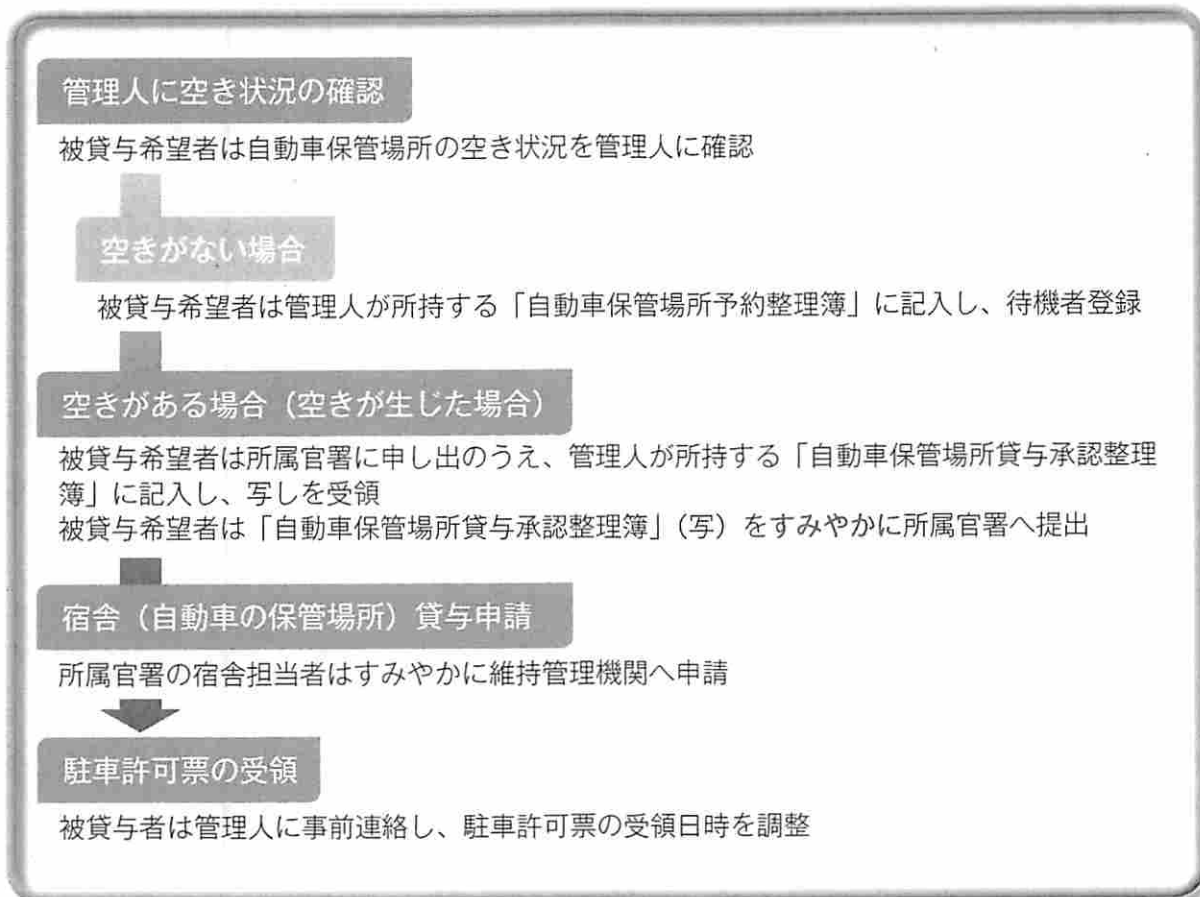 管理人に空き状況の確認
被貸与希望者は自動車保管場所の空き状況を管理人に確認
空きがない場合
被貸与希望者は管理人が所持する「自動車保管場所予約整理簿」に記入し、待機者登録
空きがある場合（空きが生じた場合）
被貸与希望者は所属官署に申し出のうえ、管理人が所持する「自動車保管場所貸与承認整理
簿」に記入し、写しを受領
被貸与希望者は「自動車保管場所貸与承認整理簿」（写）をすみやかに所属官署へ提出
宿舎（自動車の保管場所）貸与申請
所属官署の宿舎担当者はすみやかに維持管理機関へ申請
駐車許可票の受領
被貸与者は管理人に事前連絡し、駐車許可票の受領日時を調整